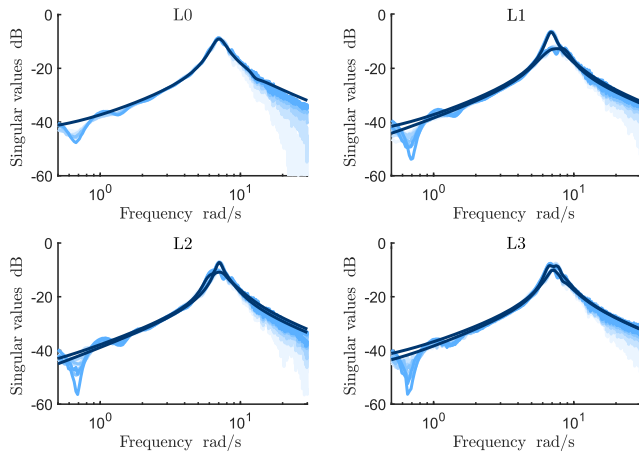 L0
0
-20
-40
-60
Singular values dB
10^0
10^1
Frequency rad/s
L1
0
-20
-40
-60
Singular values dB
10^0
10^1
Frequency rad/s
L2
0
-20
-40
-60
Singular values dB
10^0
10^1
Frequency rad/s
L3
0
-20
-40
-60
Singular values dB
10^0
10^1
Frequency rad/s